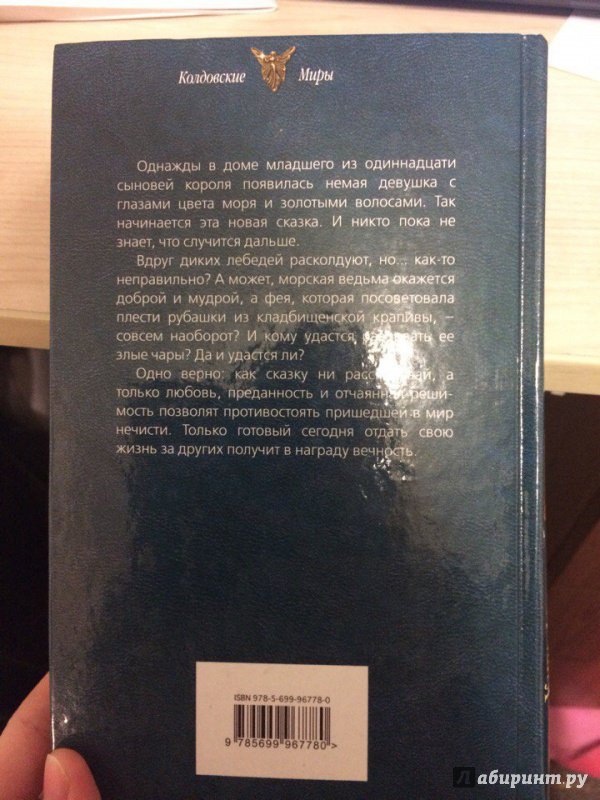 Колдовские Миры
Однажды в доме младшего из одиннадцати
сыновей короля появилась немая девушка с
глазами цвета моря и золотыми волосами. Так
начинается эта новая сказка. И никто пока не
знает, что случится дальше.
Вдруг диких лебедей расколдуют, но... как-то
неправильно? А может, морская ведьма окажется
доброй и мудрой, а фея, которая посоветовала
плести рубашки из кладбищенской крапивы, –
совсем наоборот? И кому удастся ее
злые чары? Да и удастся ли?
Одно верно: как сказку ни а
только любовь, преданность и отчаянная реши-
мость позволят противостоять пришедшей в мир
нечисти. Только готовый сегодня отдать свою
жизнь за других получит в награду вечность.
ISBN 978-5-699-96778-0
9 785699 967780>
Лабиринт.ру